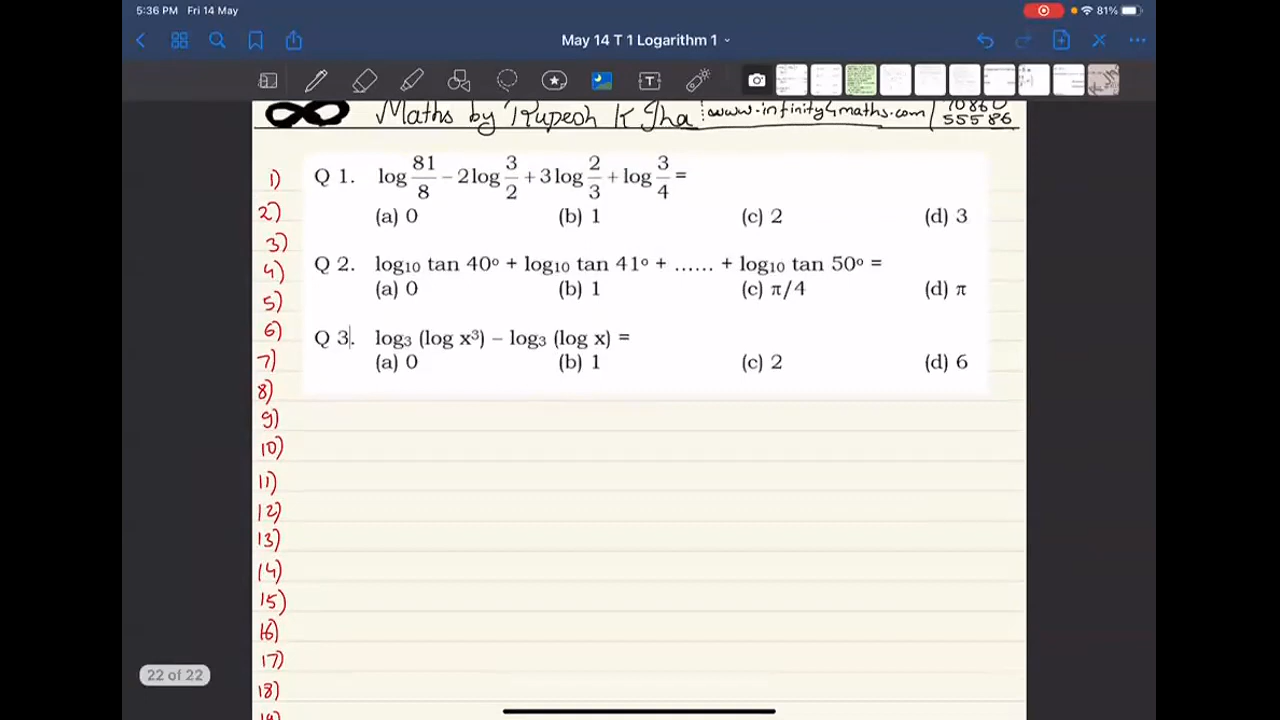 5:36 PM Fri 14 May
81%
May 14 T 1 Logarithm 1
Maths by Rupesh K Jha www.infinity4maths.com 70860
55586
1)
Q 1. log 81/8 − 2log 3/2 + 3log 2/3 + log 3/4 =
2)
(a) 0 (b) 1 (c) 2 (d) 3
3)
Q 2. log₁₀ tan 40° + log₁₀ tan 41° + ...... + log₁₀ tan 50° =
4)
(a) 0 (b) 1 (c) π/4 (d) π
5)
6)
Q 3. log₃ (log x³) − log₃ (log x) =
7)
(a) 0 (b) 1 (c) 2 (d) 6
8)
9)
10)
11)
12)
13)
14)
15)
16)
17)
22 of 22
18)